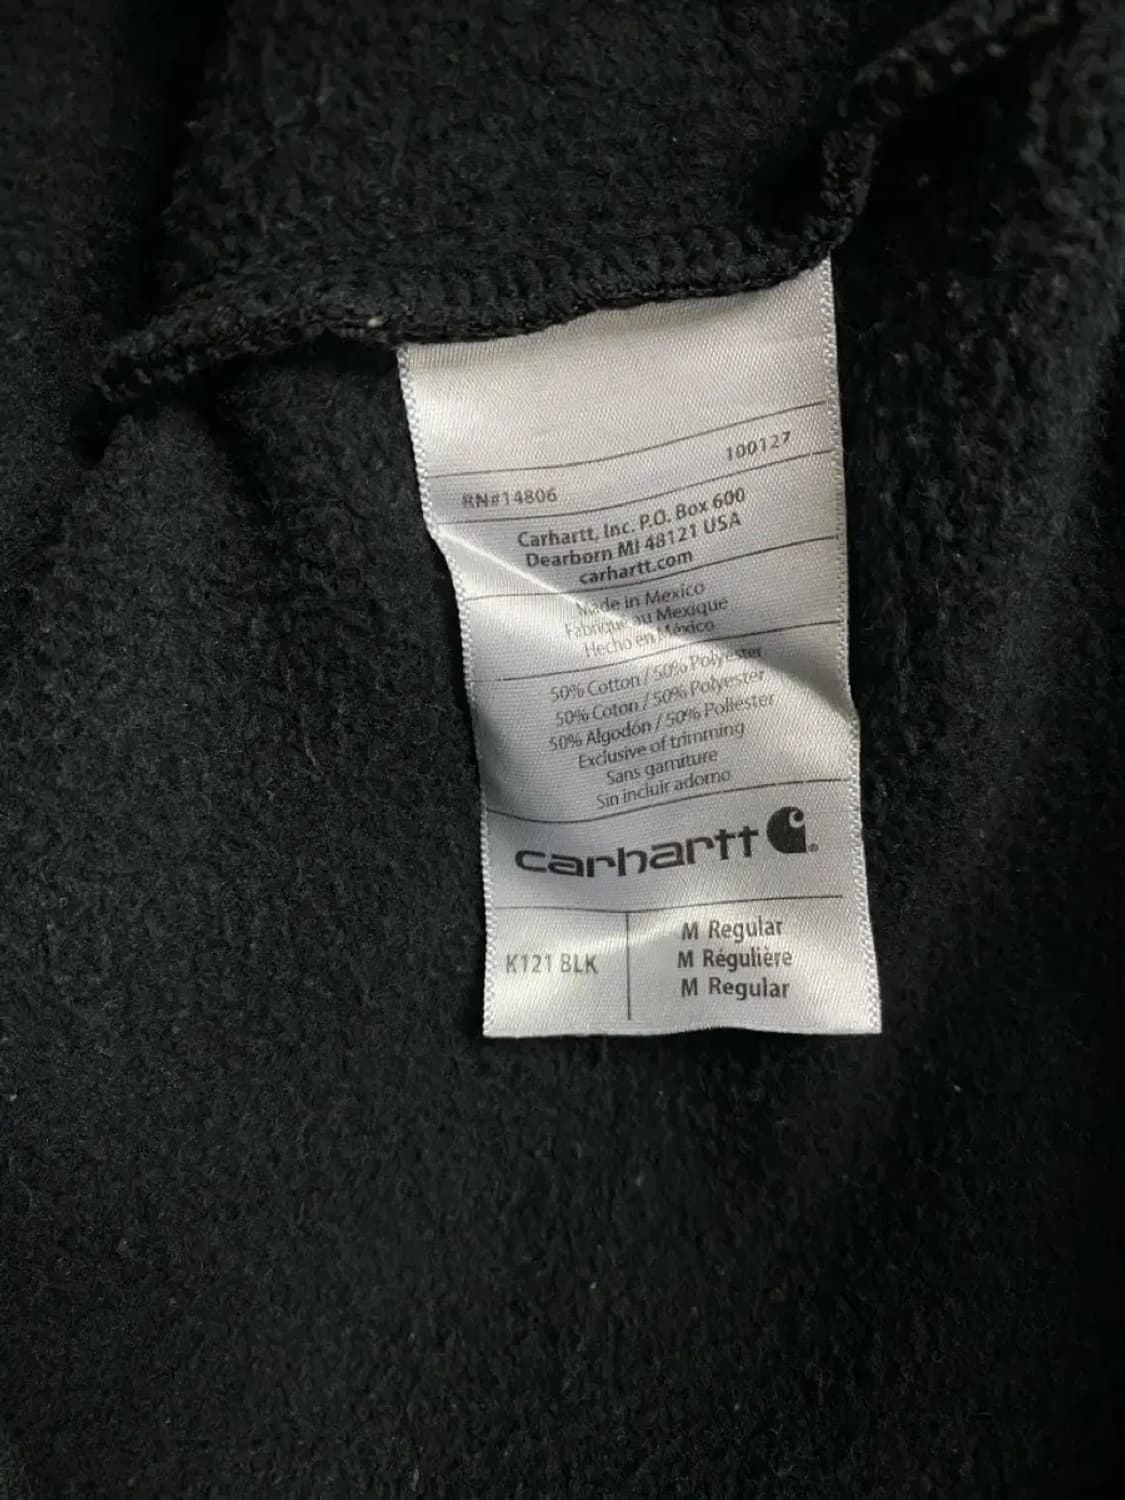 100127
RN#14806
Carhartt, Inc. P.O. Box 600
Dearborn MI 48121 USA
carhartt.com
Made in Mexico
Fabriqué au Mexique
Hecho en México
50% Cotton / 50% Polyester
50% Coton / 50% Polyester
50% Algodón / 50% Poliester
Exclusive of trimming
Sans garniture
Sin incluir adorno
carhartt
K121 BLK
M Regular
M Régulière
M Regular